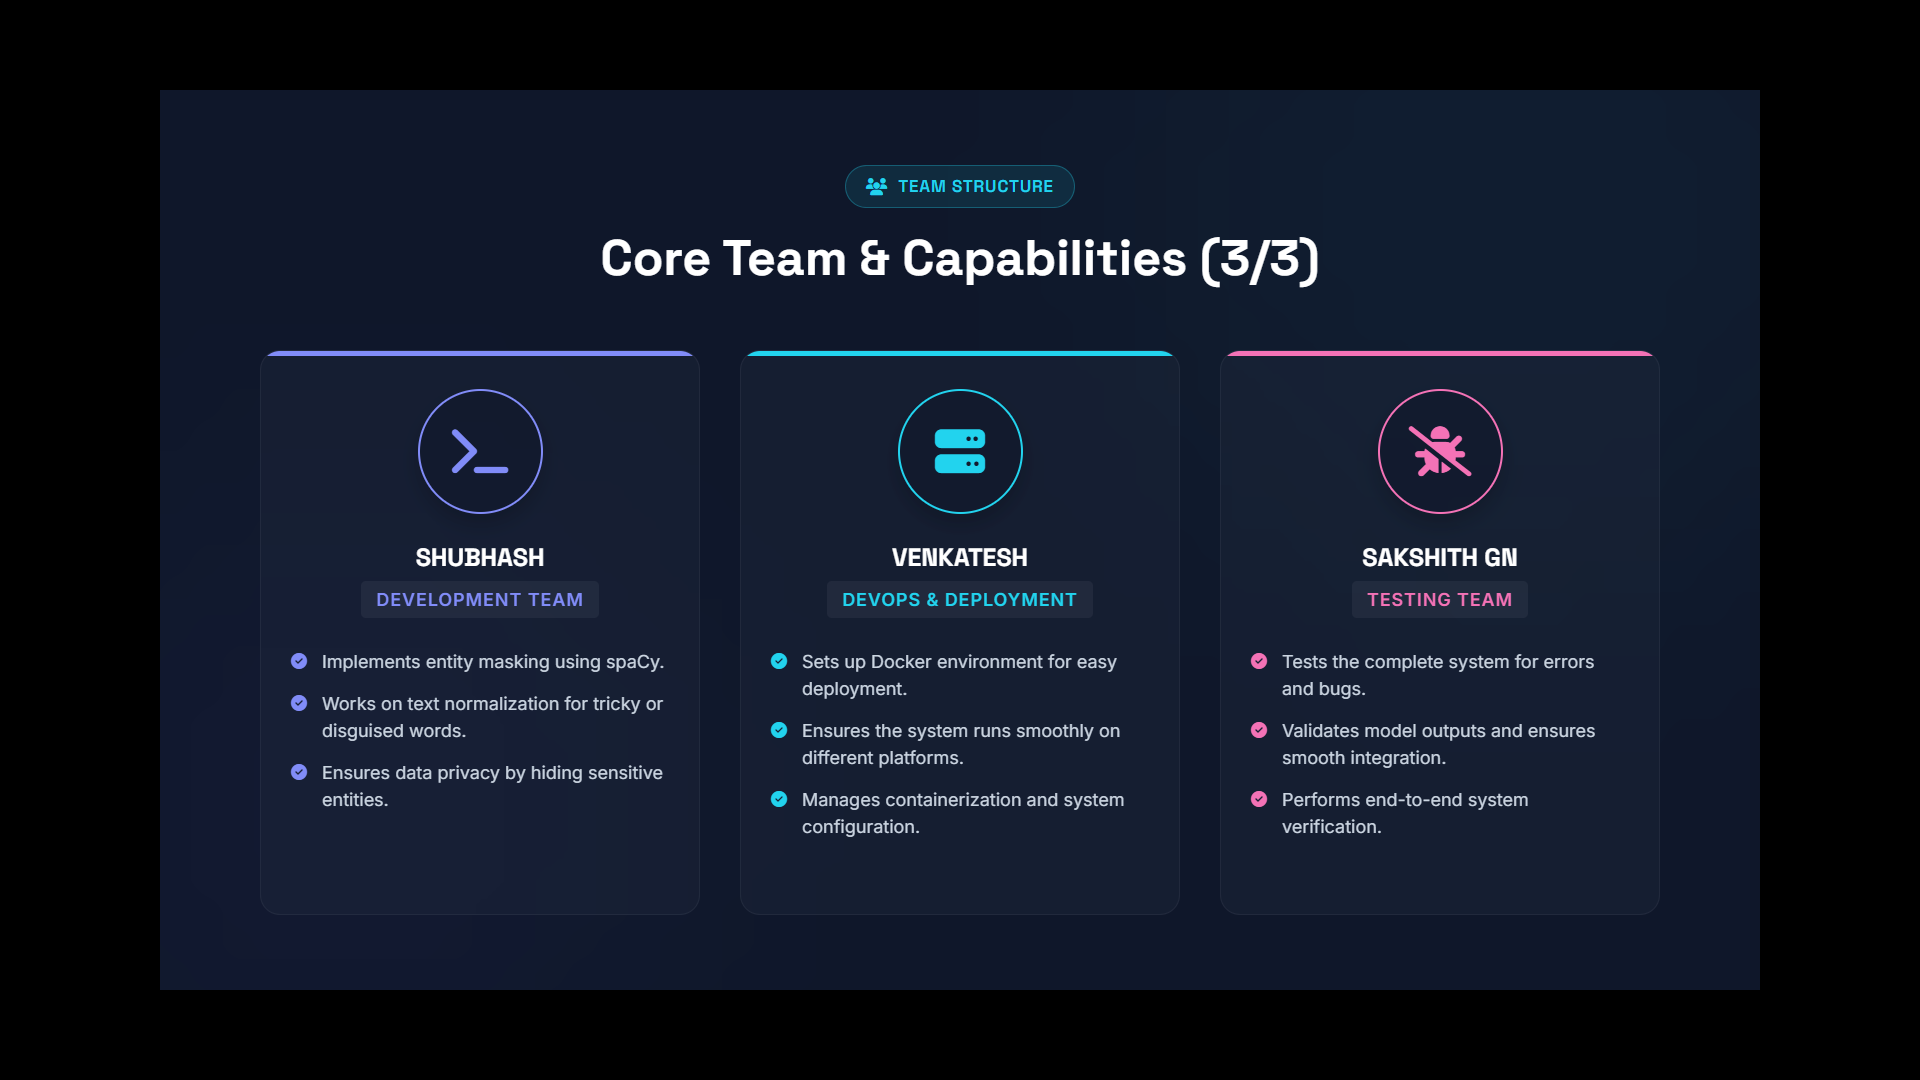 TEAM STRUCTURE
Core Team & Capabilities (3/3)
SHUBHASH
DEVELOPMENT TEAM
Implements entity masking using spaCy.
Works on text normalization for tricky or
disguised words.
Ensures data privacy by hiding sensitive
entities.
VENKATESH
DEVOPS & DEPLOYMENT
Sets up Docker environment for easy
deployment.
Ensures the system runs smoothly on
different platforms.
Manages containerization and system
configuration.
SAKSHITH GN
TESTING TEAM
Tests the complete system for errors
and bugs.
Validates model outputs and ensures
smooth integration.
Performs end-to-end system
verification.